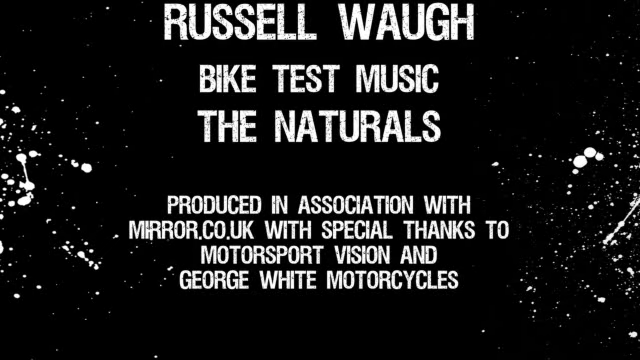 RUSSELL WAUGH
BIKE TEST MUSIC
THE NATURALS
PRODUCED IN ASSOCIATION WITH
MIRROR.CO.UK WITH SPECIAL THANKS TO
MOTORSPORT VISION AND
GEORGE WHITE MOTORCYCLES